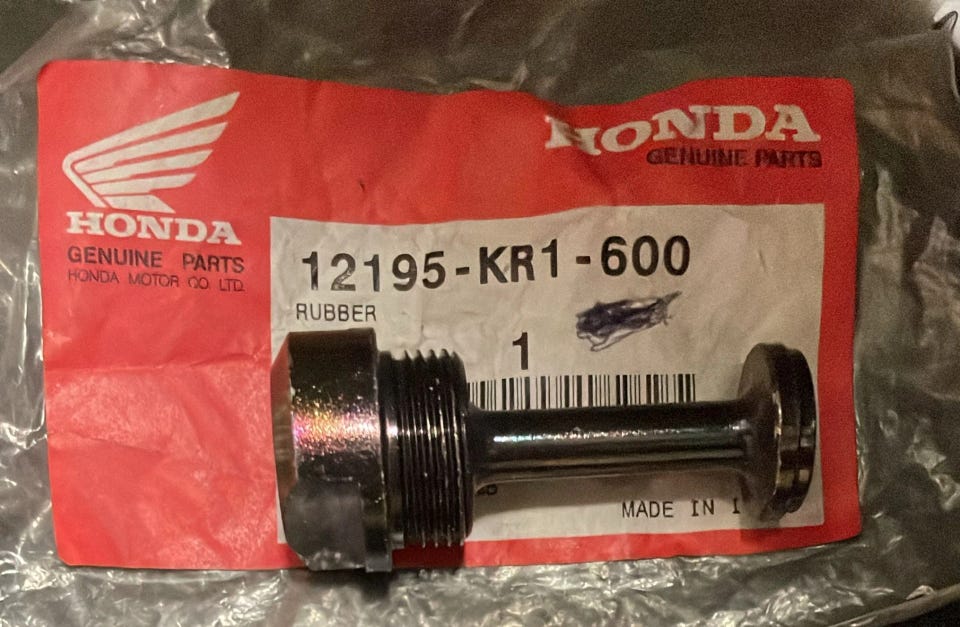 HONDA
GENUINE PARTS
HONDA
GENUINE PARTS
HONDA MOTOR CO LTD.
12195-KR1-600
RUBBER
1
MADE IN